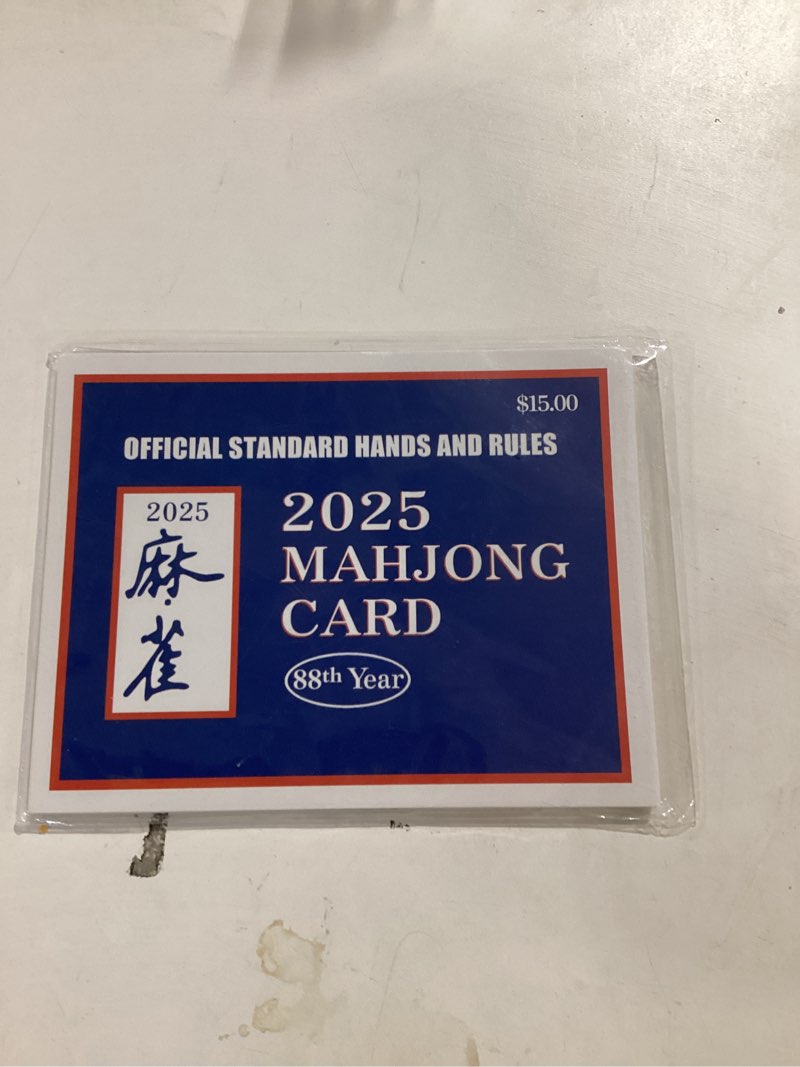 $15.00
OFFICIAL STANDARD HANDS AND RULES
2025
麻
雀
2025
MAHJONG
CARD
88th Year